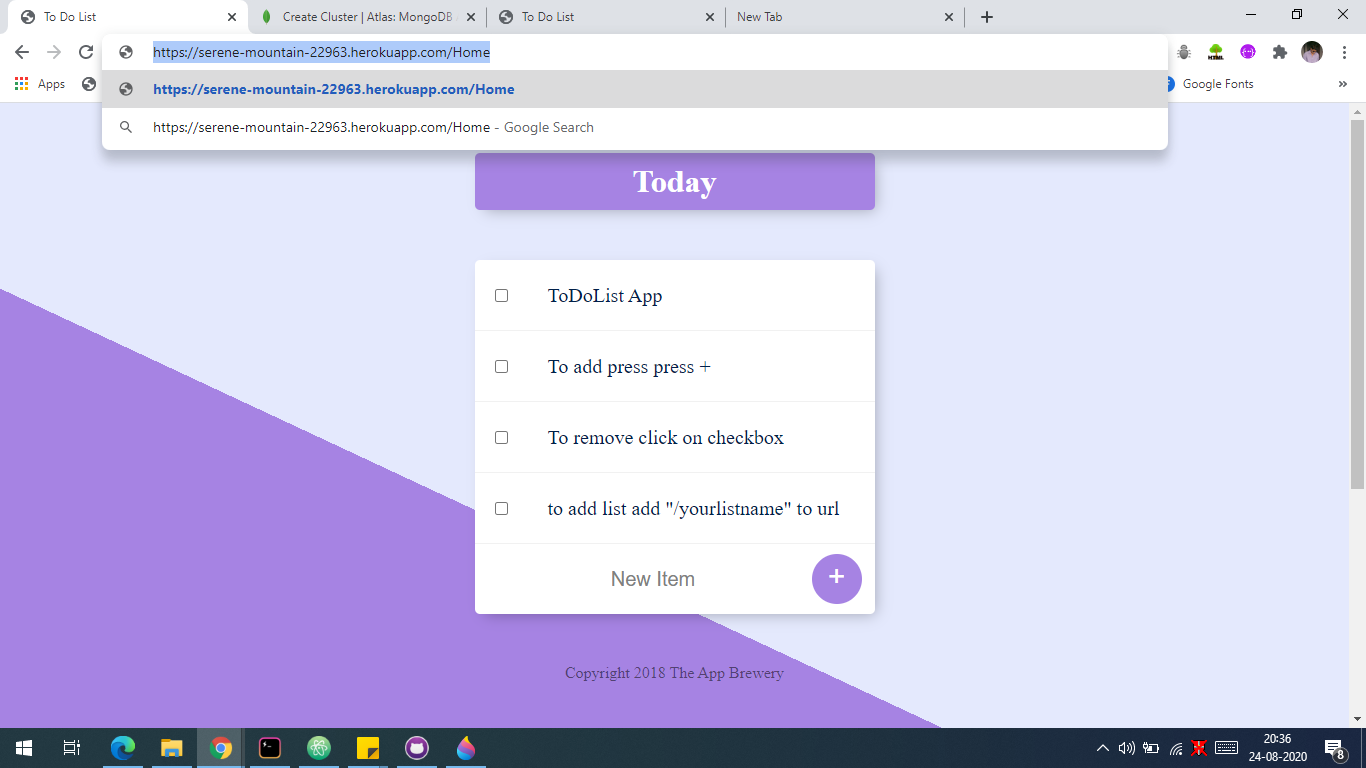 To Do List
Create Cluster | Atlas: MongoDB
To Do List
New Tab
https://serene-mountain-22963.herokuapp.com/Home
Apps
Google Fonts
https://serene-mountain-22963.herokuapp.com/Home
https://serene-mountain-22963.herokuapp.com/Home - Google Search
Today
ToDoList App
To add press press +
To remove click on checkbox
to add list add "/yourlistname" to url
New Item
+
Copyright 2018 The App Brewery
20:36
24-08-2020
8